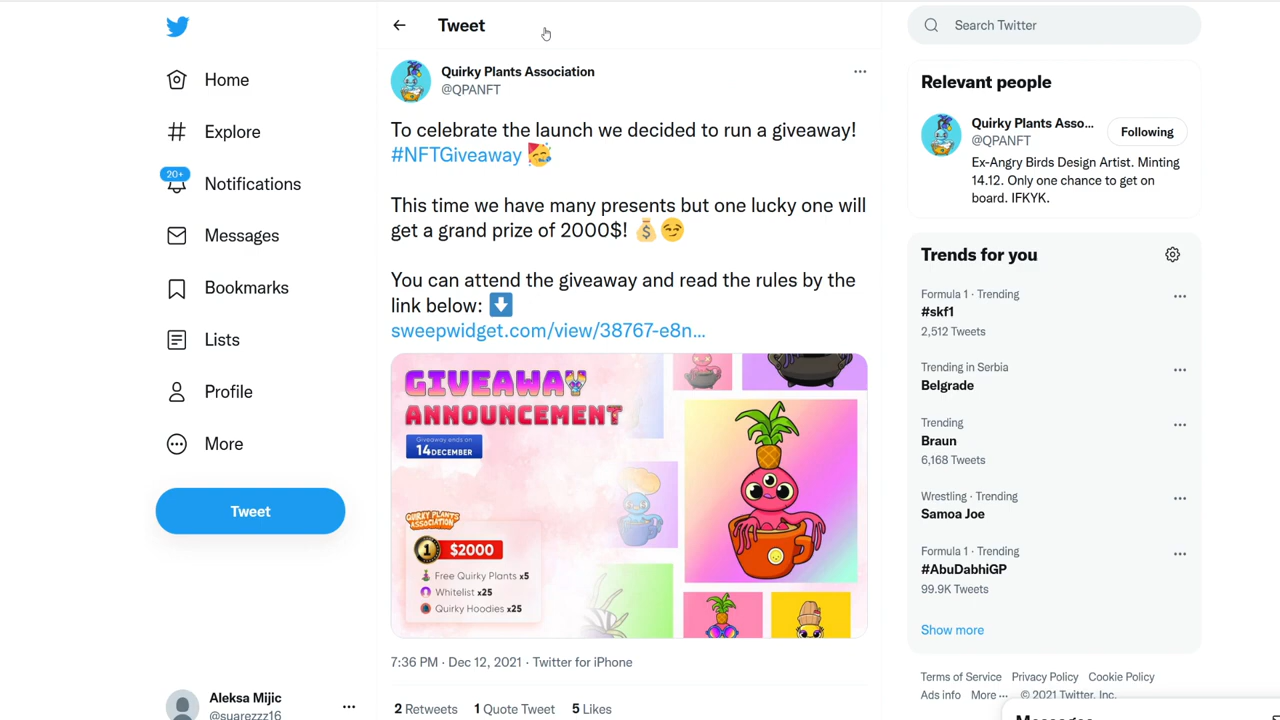 Home
Explore
20+
Notifications
Messages
Bookmarks
Lists
Profile
More
Tweet
Aleksa Mijic
@suarezzz16
Tweet
Quirky Plants Association
@QPANFT
To celebrate the launch we decided to run a giveaway!
#NFTGiveaway 🥳
This time we have many presents but one lucky one will
get a grand prize of 2000$! 💰😏
You can attend the giveaway and read the rules by the
link below: ⬇️
sweepwidget.com/view/38767-e8n...
GIVEAWAY
ANNOUNCEMENT
Giveaway ends on
14DECEMBER
QUIRKY PLANTS
ASSOCIATION
1 $2000
Free Quirky Plants x5
Whitelist x25
Quirky Hoodies x25
7:36 PM · Dec 12, 2021 · Twitter for iPhone
2 Retweets 1 Quote Tweet 5 Likes
Search Twitter
Relevant people
Quirky Plants Asso...
@QPANFT
Following
Ex-Angry Birds Design Artist. Minting
14.12. Only one chance to get on
board. IFKYK.
Trends for you
Formula 1 · Trending
#skf1
2,512 Tweets
Trending in Serbia
Belgrade
Trending
Braun
6,168 Tweets
Wrestling · Trending
Samoa Joe
Formula 1 · Trending
#AbuDhabiGP
99.9K Tweets
Show more
Terms of Service Privacy Policy Cookie Policy
Ads info More ··· © 2021 Twitter, Inc.
Messages